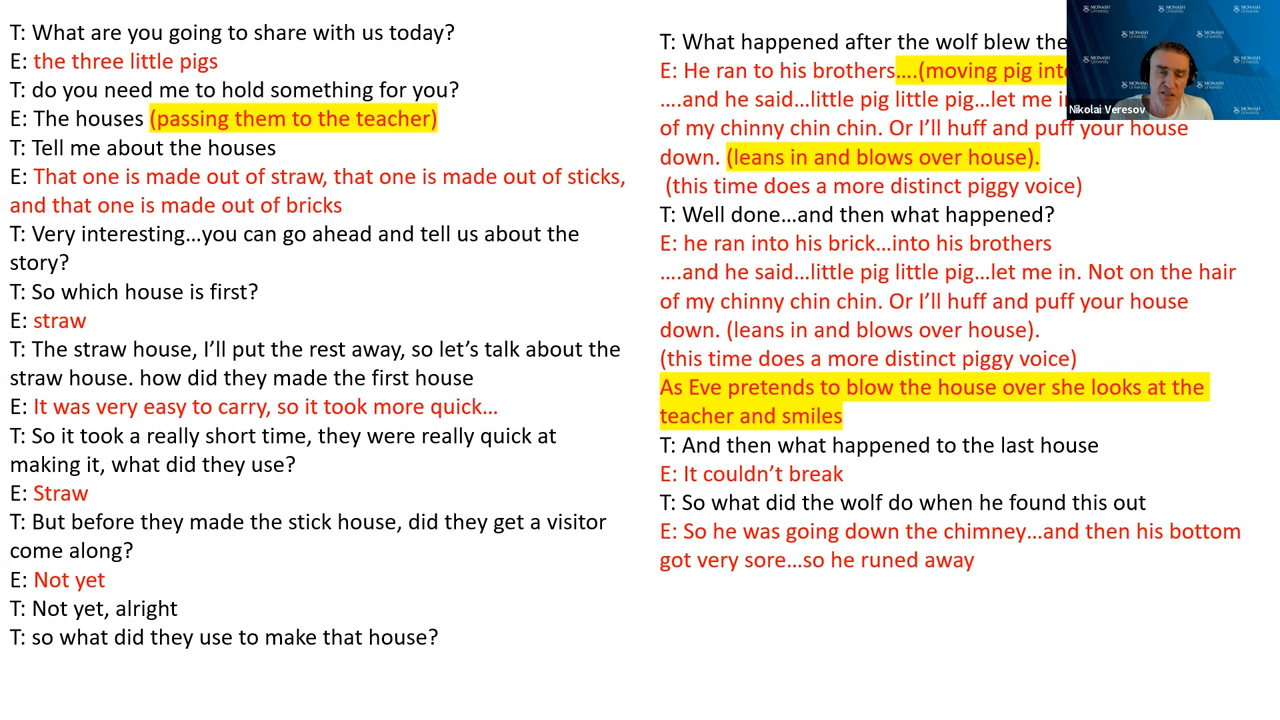 T: What are you going to share with us today?
E: the three little pigs
T: do you need me to hold something for you?
E: The houses (passing them to the teacher)
T: Tell me about the houses
E: That one is made out of straw, that one is made out of sticks,
and that one is made out of bricks
T: Very interesting…you can go ahead and tell us about the
story?
T: So which house is first?
E: straw
T: The straw house, I’ll put the rest away, so let’s talk about the
straw house. how did they made the first house
E: It was very easy to carry, so it took more quick…
T: So it took a really short time, they were really quick at
making it, what did they use?
E: Straw
T: But before they made the stick house, did they get a visitor
come along?
E: Not yet
T: Not yet, alright
T: so what did they use to make that house?
T: What happened after the wolf blew the
E: He ran to his brothers….(moving pig
….and he said…little pig little pig…let me
of my chinny chin chin. Or I’ll huff and puff your house
down. (leans in and blows over house).
(this time does a more distinct piggy voice)
T: Well done…and then what happened?
E: he ran into his brick…into his brothers
….and he said…little pig little pig…let me in. Not on the hair
of my chinny chin chin. Or I’ll huff and puff your house
down. (leans in and blows over house).
(this time does a more distinct piggy voice)
As Eve pretends to blow the house over she looks at the
teacher and smiles
T: And then what happened to the last house
E: It couldn’t break
T: So what did the wolf do when he found this out
E: So he was going down the chimney…and then his bottom
got very sore…so he runed away
MONASH University
MONASH University
MONASH University
MONASH University
MONASH University
MONASH University
MONASH University
Nikolai Veresov